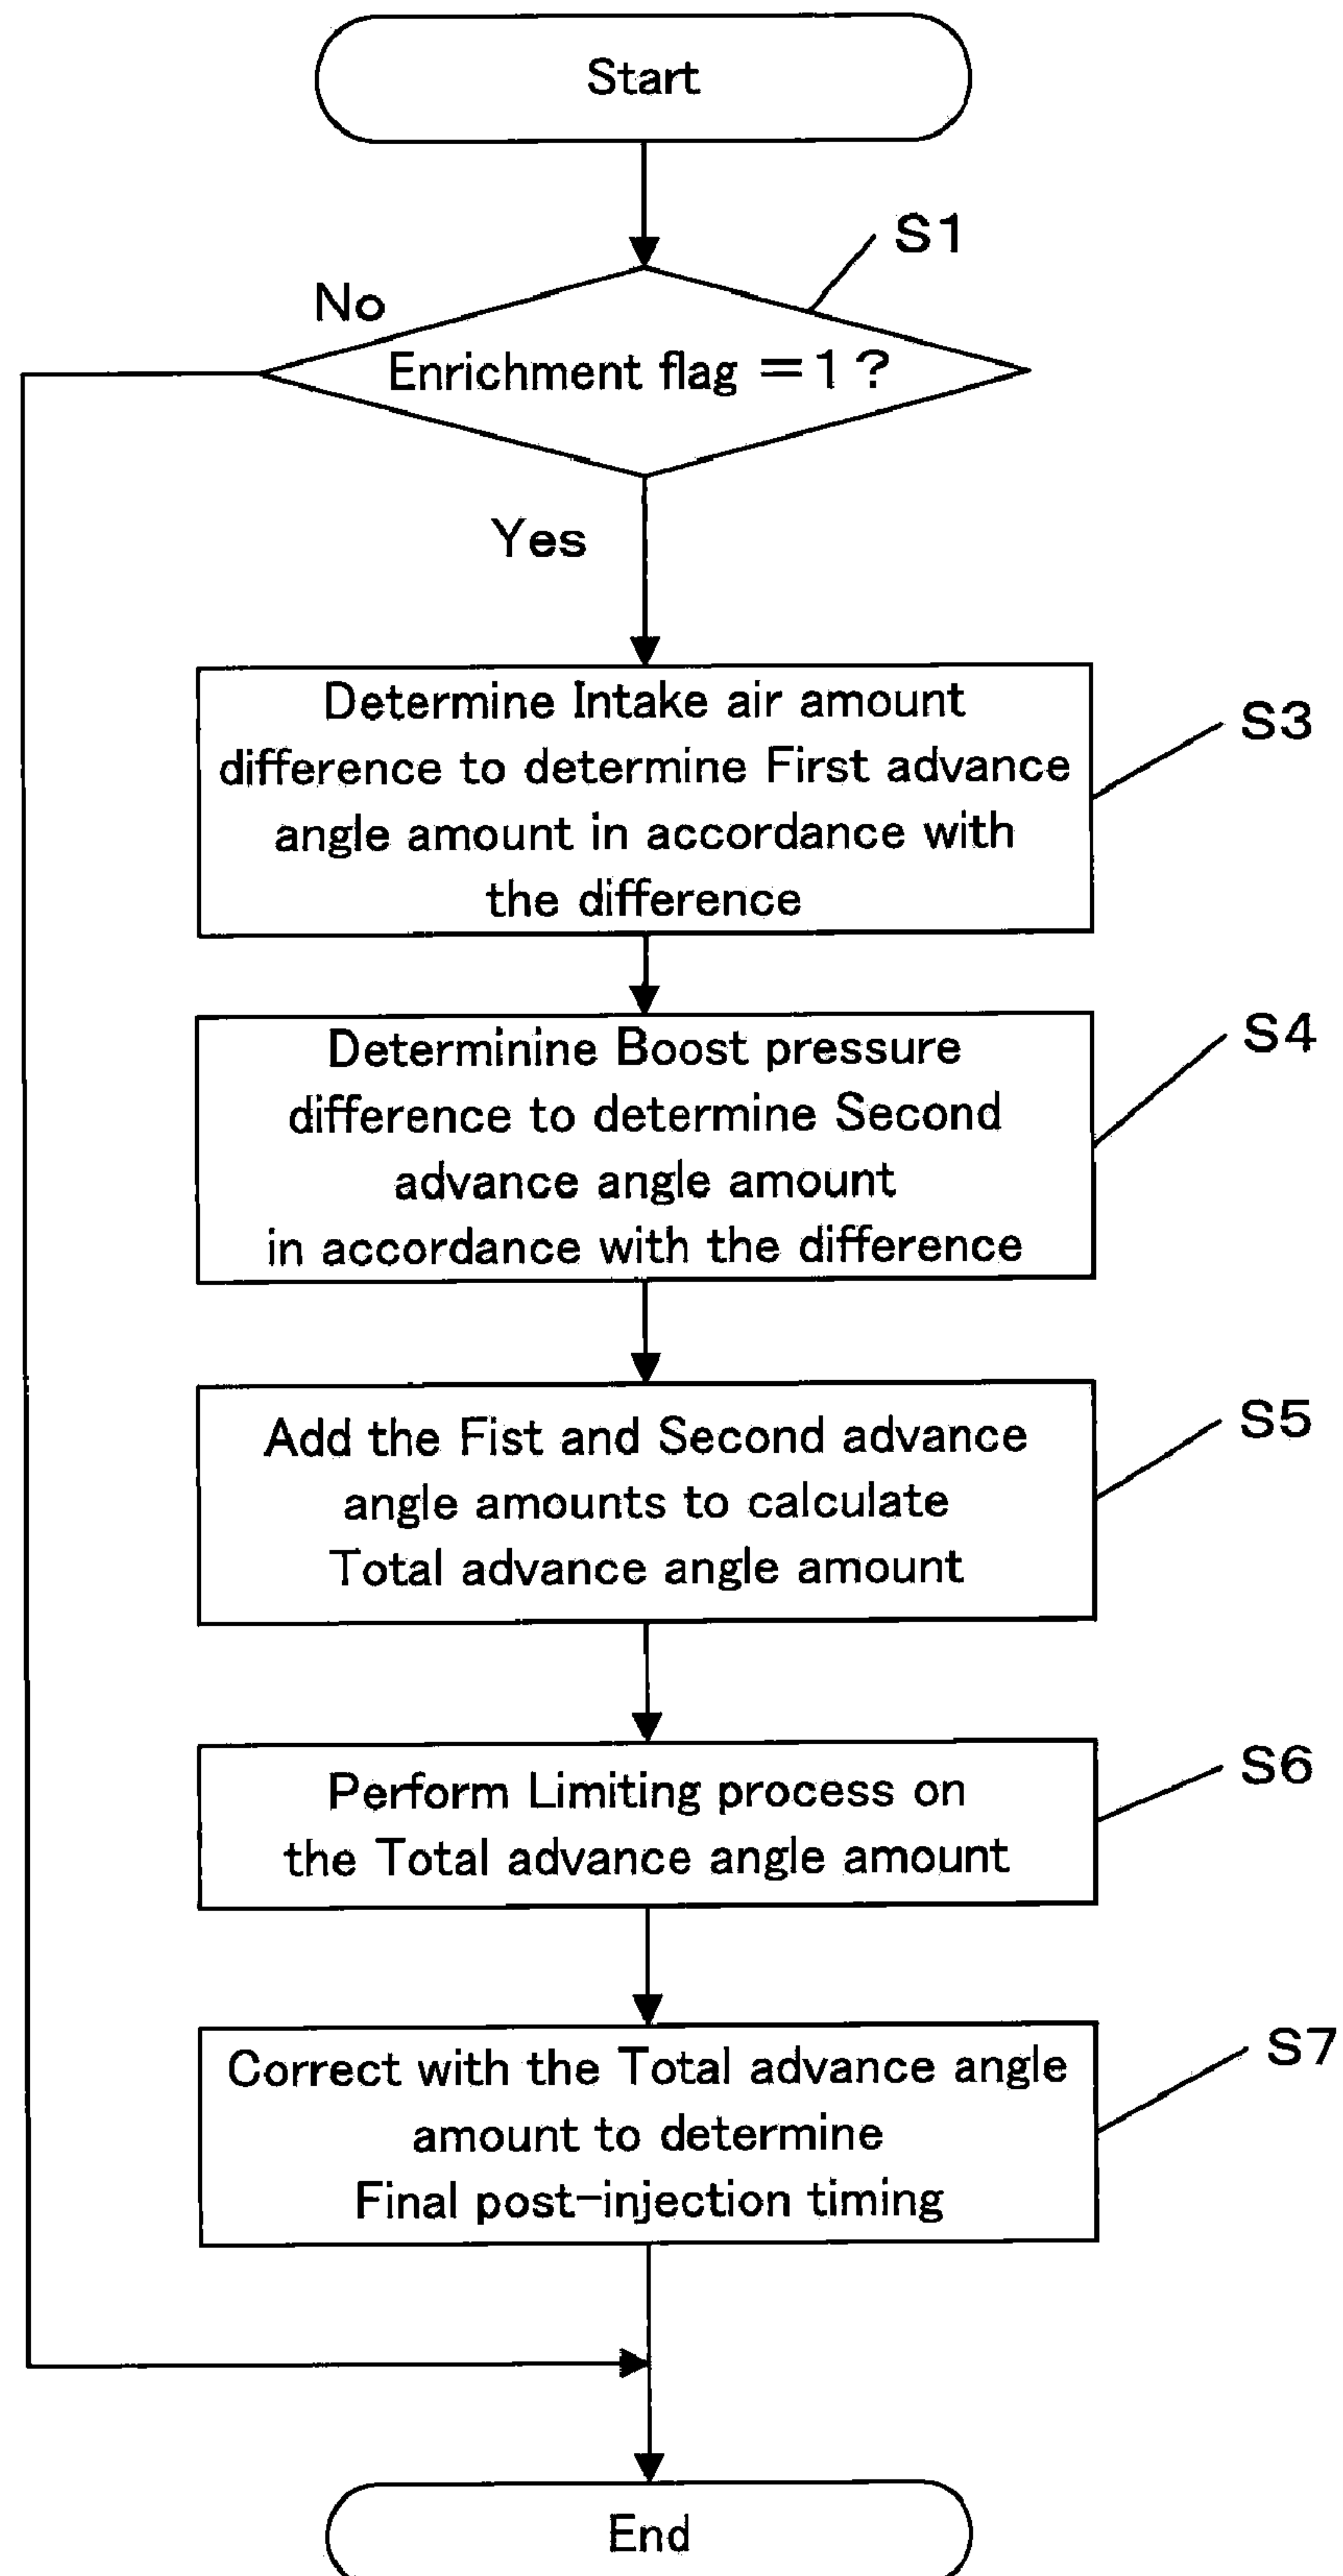 Start
S1
No
Enrichment flag =1?
Yes
Determine Intake air amount
difference to determine First advance
angle amount in accordance with
the difference
S3
Determinine Boost pressure
difference to determine Second
advance angle amount
in accordance with the difference
S4
Add the Fist and Second advance
angle amounts to calculate
Total advance angle amount
S5
Perform Limiting process on
the Total advance angle amount
S6
Correct with the Total advance angle
amount to determine
Final post-injection timing
S7
End